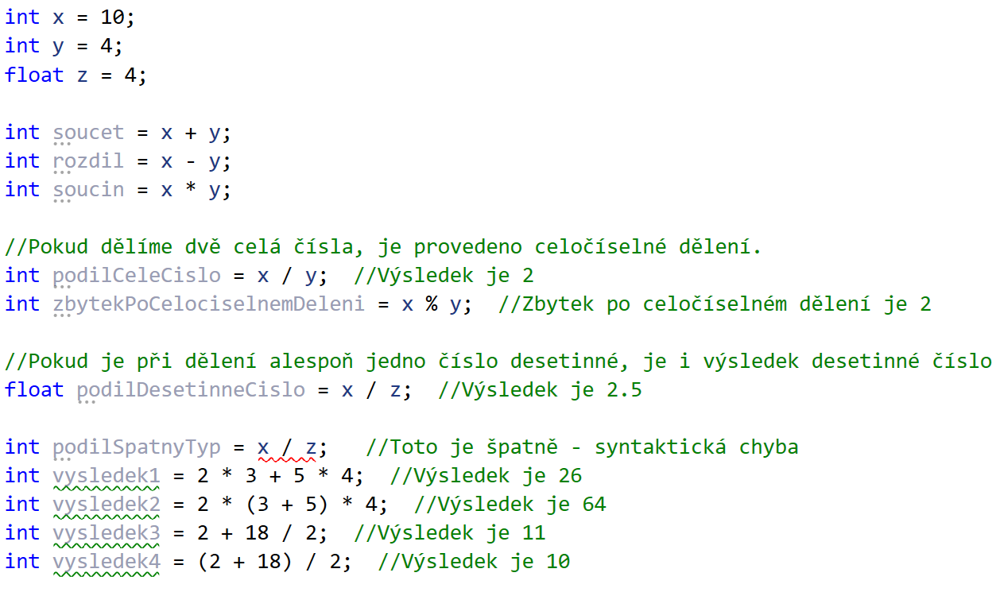 int x = 10;
int y = 4;
float z = 4;
int soucet = x + y;
int rozdil = x - y;
int soucin = x * y;
//Pokud dělíme dvě celá čísla, je provedeno celočíselné dělení.
int podilCeleCislo = x / y;  //Výsledek je 2
int zbytekPoCelociselnemDeleni = x % y;  //Zbytek po celočíselném dělení je 2
//Pokud je při dělení alespoň jedno číslo desetinné, je i výsledek desetinné číslo
float podilDesetinneCislo = x / z;  //Výsledek je 2.5
int podilSpatnyTyp = x / z;   //Toto je špatně - syntaktická chyba
int vysledek1 = 2 * 3 + 5 * 4;  //Výsledek je 26
int vysledek2 = 2 * (3 + 5) * 4;  //Výsledek je 64
int vysledek3 = 2 + 18 / 2;  //Výsledek je 11
int vysledek4 = (2 + 18) / 2;  //Výsledek je 10